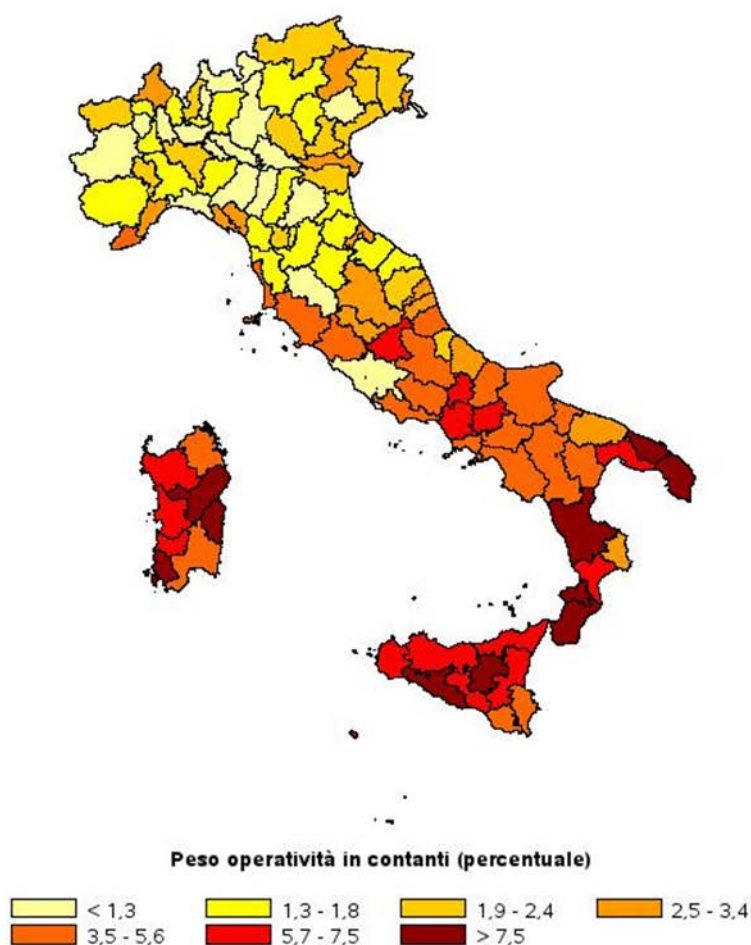 Peso operatività in contanti (percentuale)
< 1,3 1,3 - 1,8 1,9 - 2,4 2,5 - 3,4
3,5 - 5,6 5,7 - 7,5 > 7,5